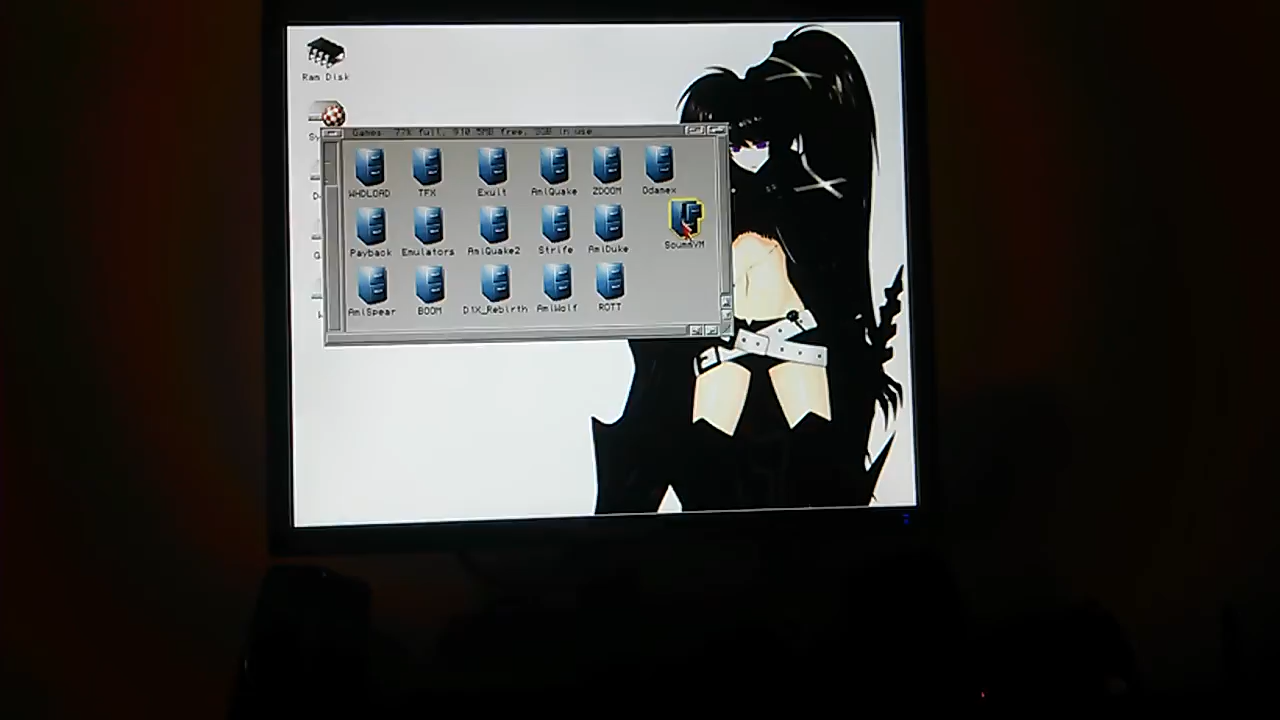 Ram Disk
Games 77% full, 910.5MB free, 3GB in use
WHDLOAD TFX Exult AmiQuake ZDOOM Odamex
Payback Emulators AmiQuake2 Strife AmiDuke ScummVM
AmiSpear BOOM D1X_Rebirth AmiWolf ROTT